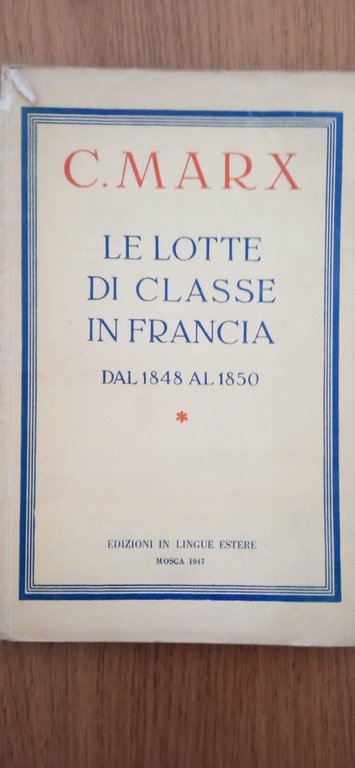 C. MARX
LE LOTTE
DI CLASSE
IN FRANCIA
DAL 1848 AL 1850
*
EDIZIONI IN LINGUE ESTERE
MOSCA 1947